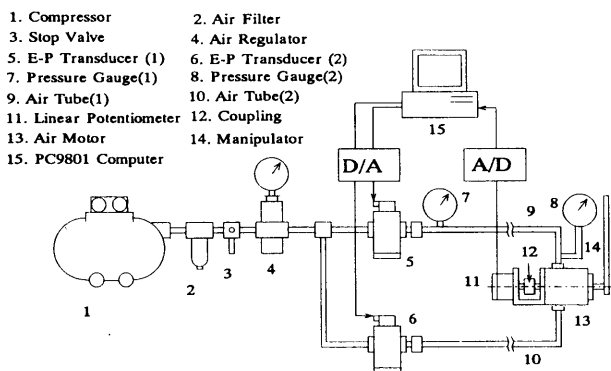 1. Compressor
2. Air Filter
3. Stop Valve
4. Air Regulator
5. E-P Transducer (1)
6. E-P Transducer (2)
7. Pressure Gauge(1)
8. Pressure Gauge(2)
9. Air Tube(1)
10. Air Tube(2)
11. Linear Potentiometer
12. Coupling
13. Air Motor
14. Manipulator
15. PC9801 Computer
15
D/A
A/D
7
8
9
14
12
11
13
1
2
3
4
5
6
10